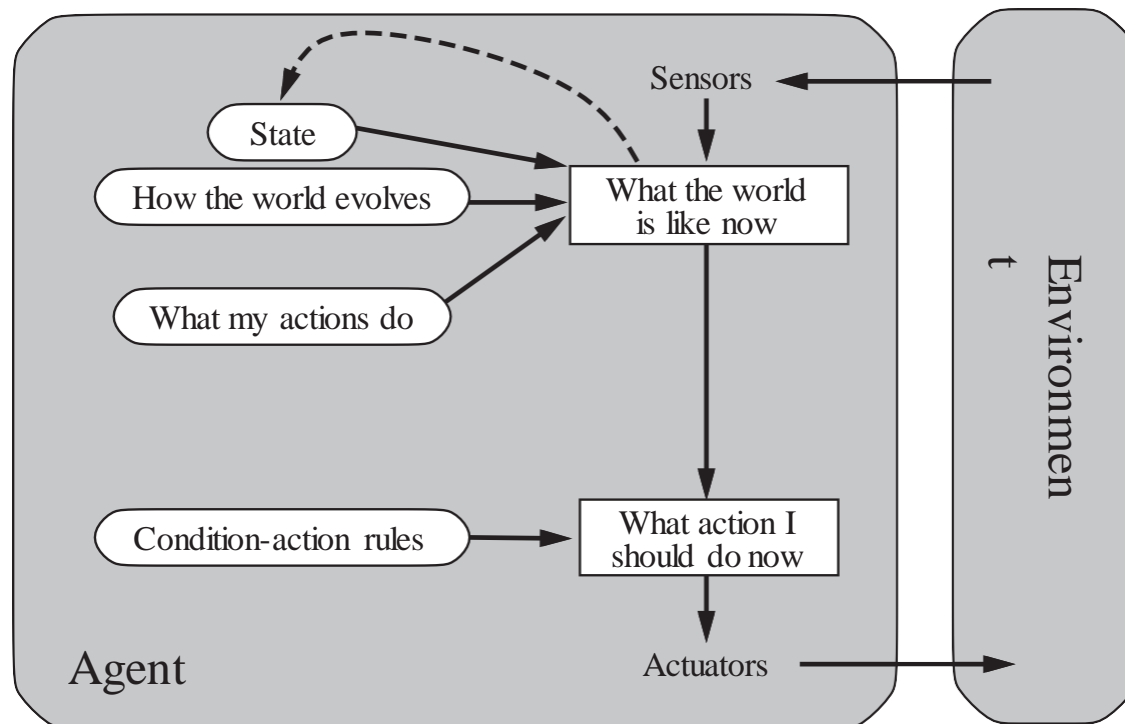 Sensors
State
How the world evolves
What the world
is like now
What my actions do
Condition-action rules
What action I
should do now
Agent
Actuators
Environmen
t